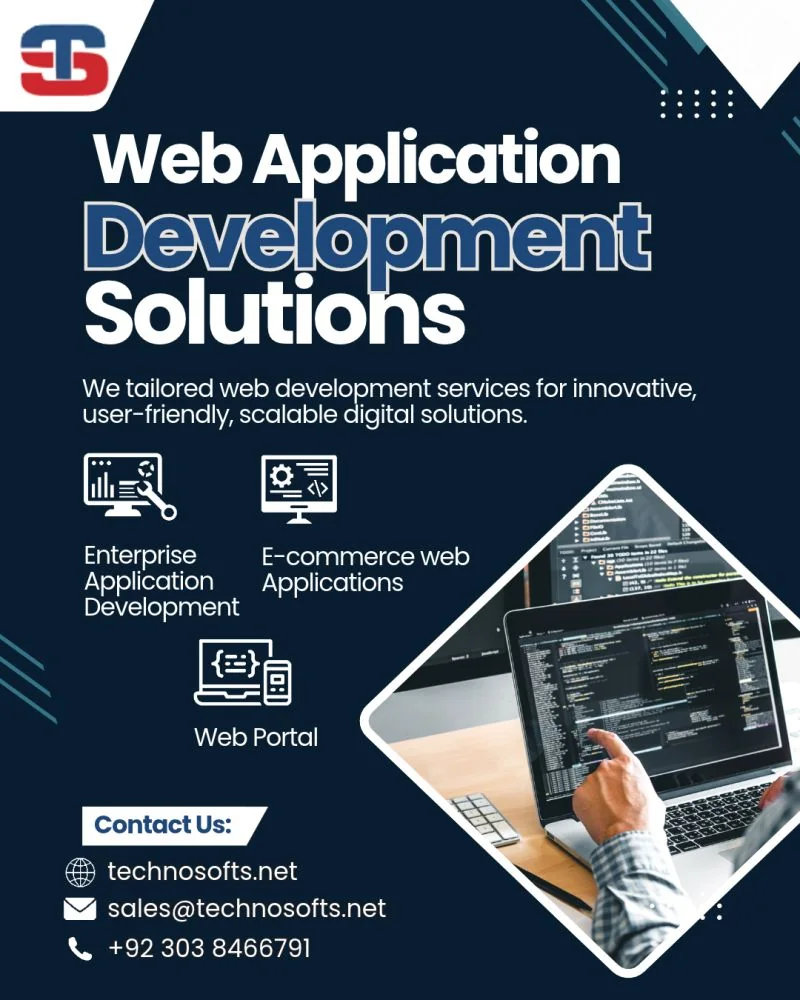 TS
Web Application
Development
Solutions
We tailored web development services for innovative,
user-friendly, scalable digital solutions.
Enterprise
Application
Development
E-commerce web
Applications
Web Portal
Contact Us:
technosofts.net
sales@technosofts.net
+92 303 8466791